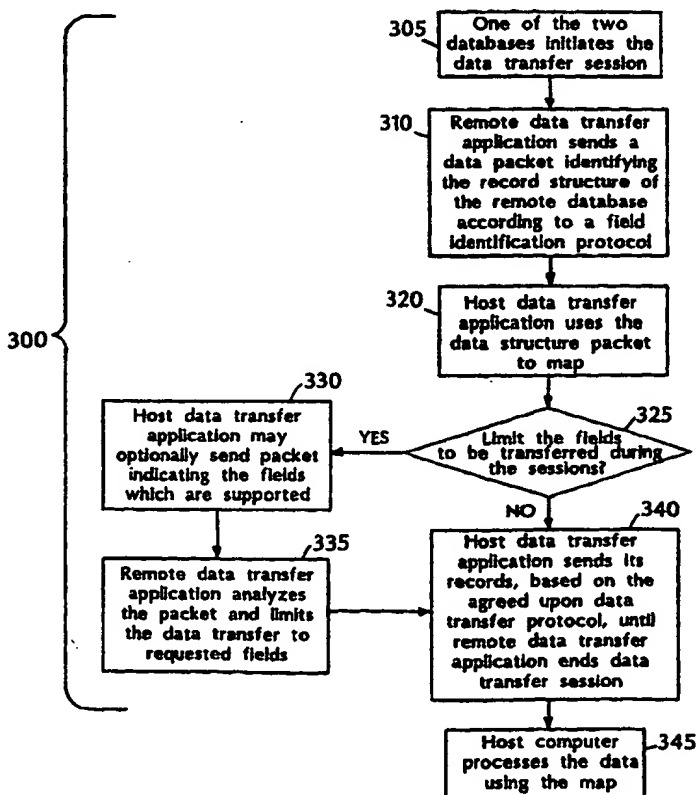 305
One of the two
databases initiates the
data transfer session
310
Remote data transfer
application sends a
data packet identifying
the record structure of
the remote database
according to a field
identification protocol
320
Host data transfer
application uses the
data structure packet
to map
300
325
Limit the fields
to be transferred during
the sessions?
YES
NO
330
Host data transfer
application may
optionally send packet
indicating the fields
which are supported
335
Remote data transfer
application analyzes
the packet and limits
the data transfer to
requested fields
340
Host data transfer
application sends its
records, based on the
agreed upon data
transfer protocol, until
remote data transfer
application ends data
transfer session
345
Host computer
processes the data
using the map